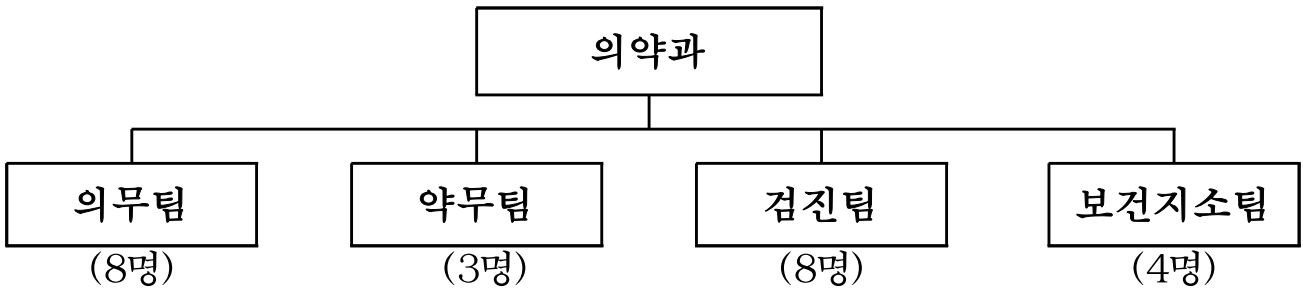 의약과
의무팀 약무팀 검진팀 보건지소팀
(8명) (3명) (8명) (4명)